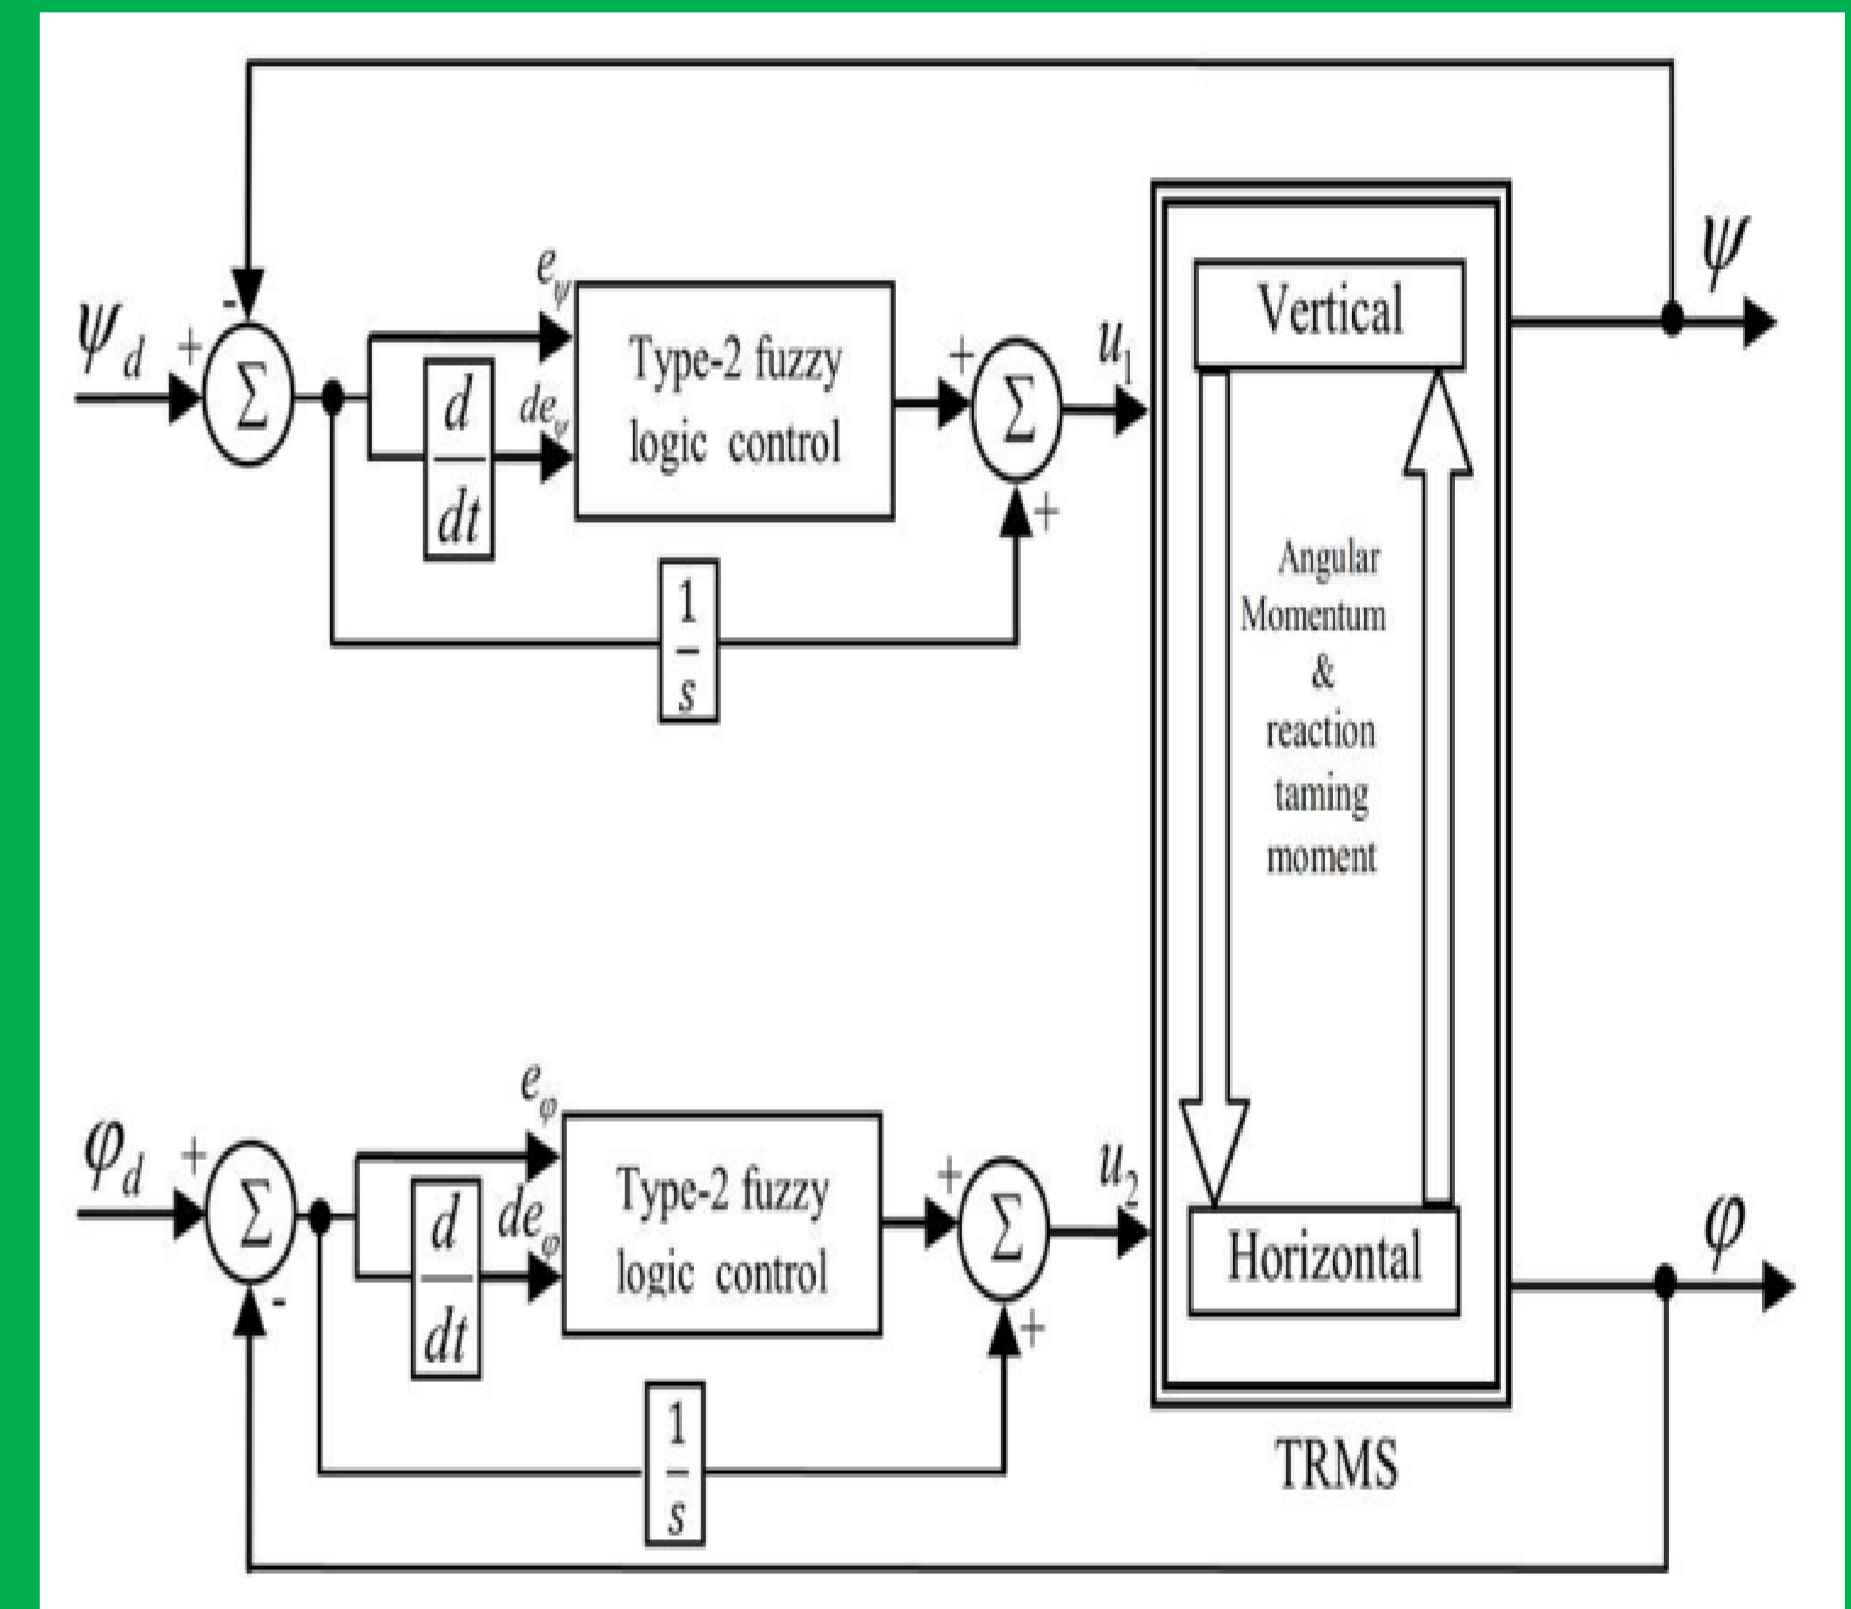 ψ
ψd
+
-
Σ
eψ
deψ
d
dt
Type-2 fuzzy
logic control
1
s
+
+
Σ
u1
Vertical
Angular
Momentum
&
reaction
taming
moment
Horizontal
TRMS
φd
+
-
Σ
eφ
deφ
d
dt
Type-2 fuzzy
logic control
1
s
+
+
Σ
u2
φ